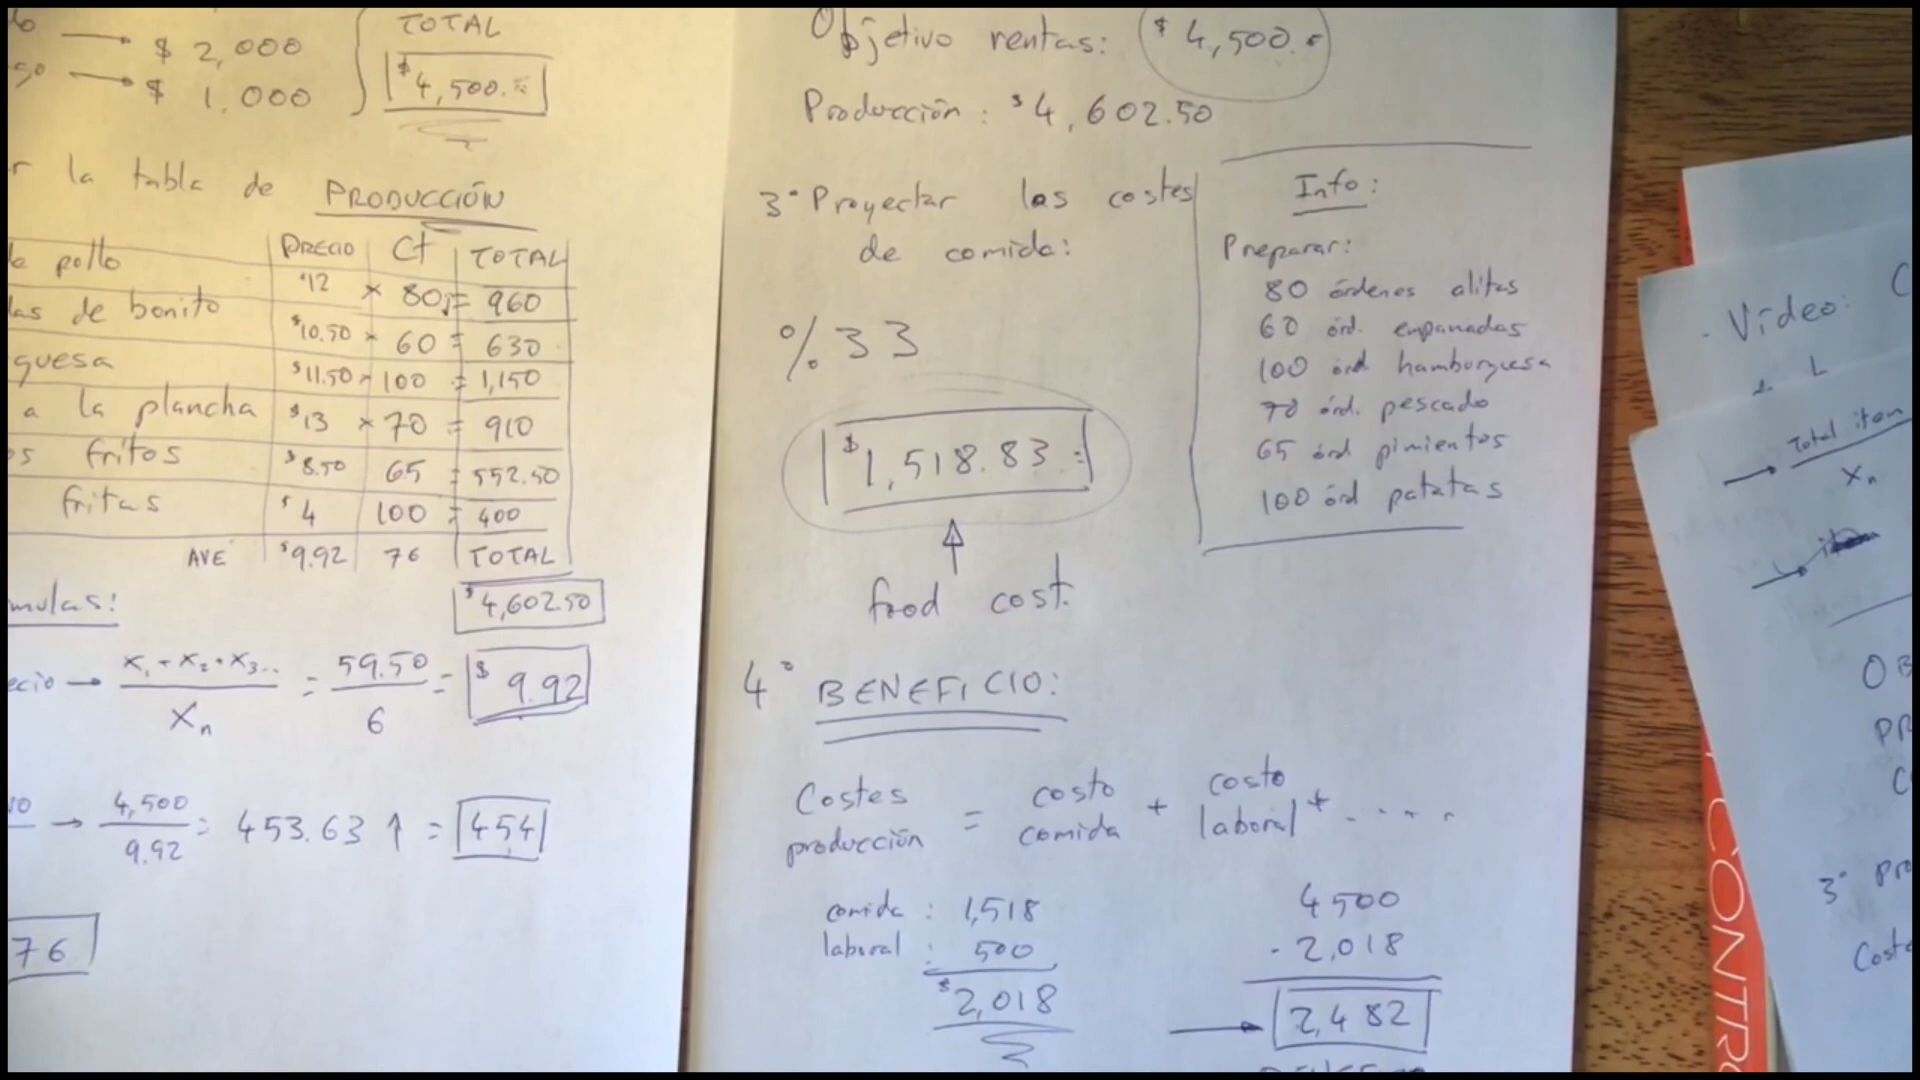 $ 2,000
$ 1,000
TOTAL
$4,500.=
la tabla de PRODUCCIÓN
PRECIO Ct TOTAL
pollo $12 × 80 = 960
de bonito $10.50 × 60 = 630
guesa $11.50 × 100 = 1,150
a la plancha $13 × 70 = 910
fritos $8.50 65 = 552.50
fritas $4 100 = 400
AVE $9.92 76 TOTAL
$4,602.50
mulas:
ecio → X₁ + X₂ + X₃... / Xn = 59.50 / 6 = $9.92
→ 4,500 / 9.92 = 453.63 ↑ = 454
76
Objetivo rentas: $4,500.=
Producción: $4,602.50
3° Proyectar los costes
de comida:
%33
$1,518.83 =
food cost.
Info:
Preparar:
80 órdenes alitas
60 órd. empanadas
100 órd hamburguesa
70 órd. pescado
65 órd pimientos
100 órd patatas
4° BENEFICIO:
Costes producción = costo comida + costo laboral + . . . .
comida : 1,518
laboral : 500
$2,018
4500
- 2,018
→ 2,482
- Vídeo: C
→ Total item
Xn
OB
PR
C
3° Pro
Coste
CONTR